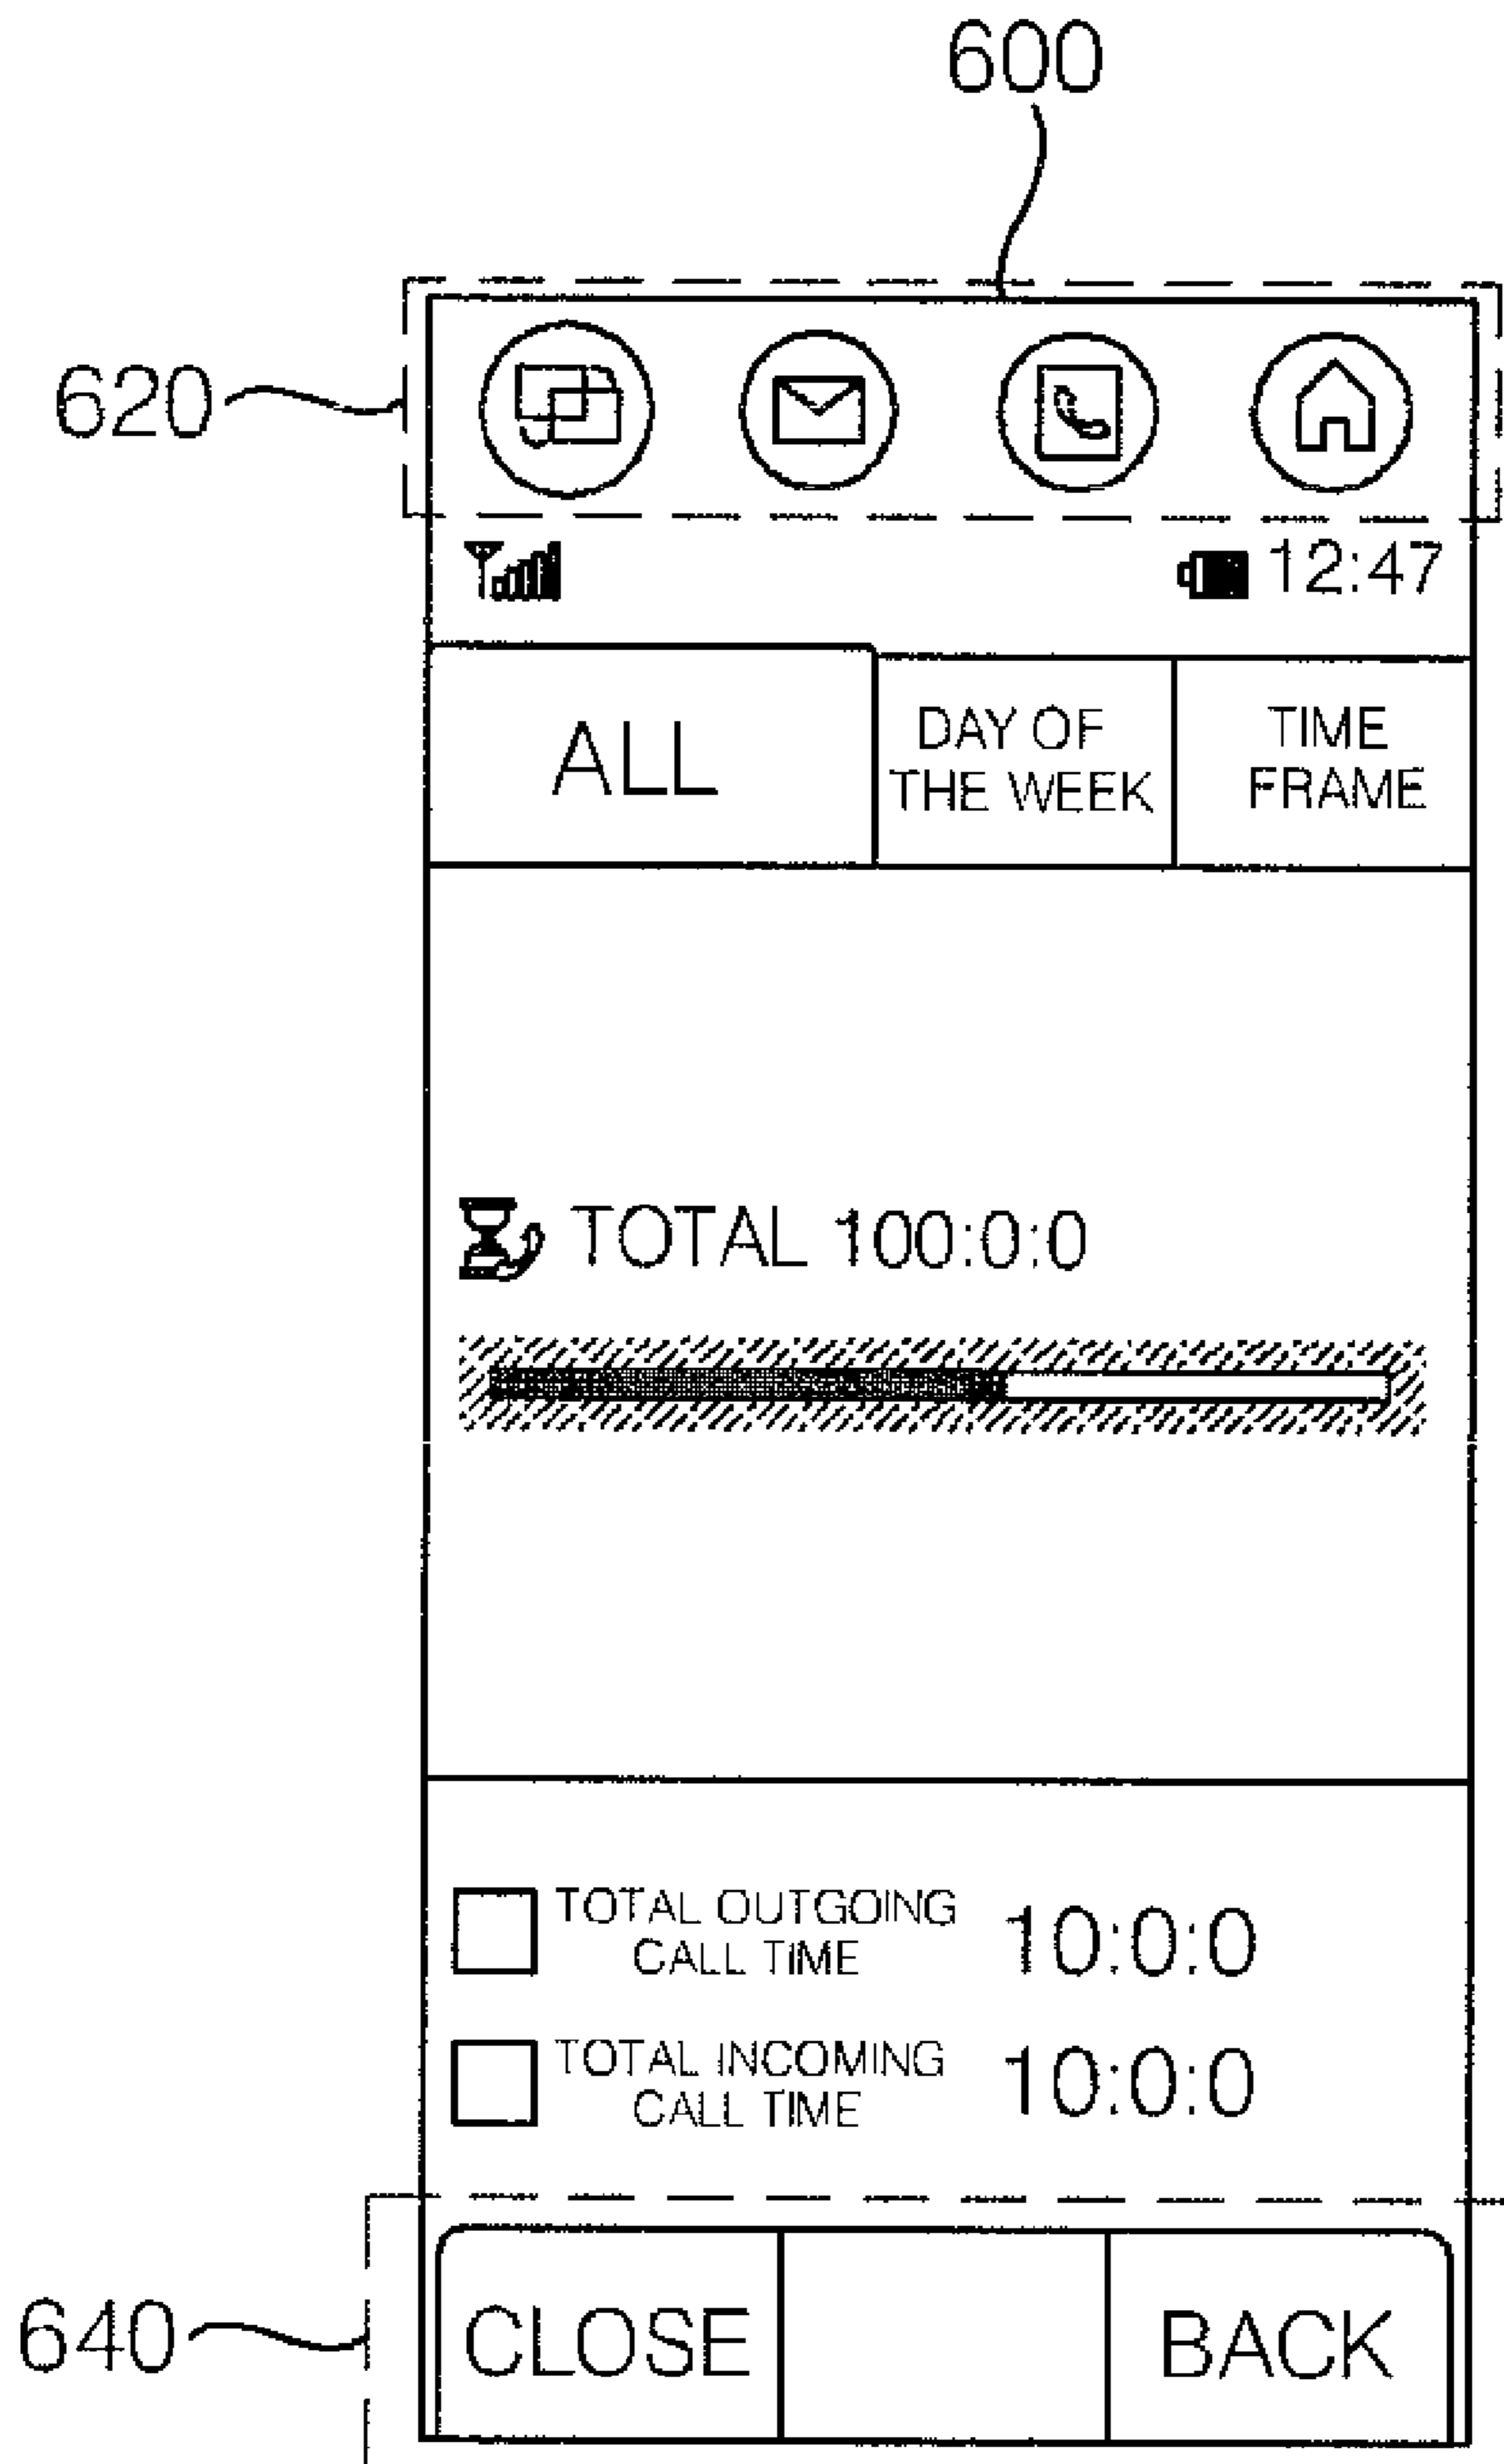 600
620
12:47
ALL
DAY OF
THE WEEK
TIME
FRAME
TOTAL 100:0:0
TOTAL OUTGOING
CALL TIME
10:0:0
TOTAL INCOMING
CALL TIME
10:0:0
640
CLOSE
BACK